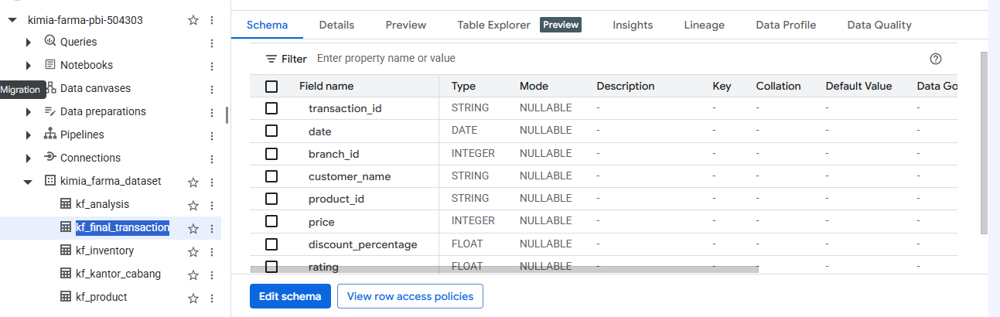 kimia-farma-pbi-504303
Queries
Notebooks
Migration
Data canvases
Data preparations
Pipelines
Connections
kimia_farma_dataset
kf_analysis
kf_final_transaction
kf_inventory
kf_kantor_cabang
kf_product
Schema Details Preview Table Explorer Preview Insights Lineage Data Profile Data Quality
Filter Enter property name or value
Field name Type Mode Description Key Collation Default Value Data Go
transaction_id STRING NULLABLE - - - - -
date DATE NULLABLE - - - - -
branch_id INTEGER NULLABLE - - - - -
customer_name STRING NULLABLE - - - - -
product_id STRING NULLABLE - - - - -
price INTEGER NULLABLE - - - - -
discount_percentage FLOAT NULLABLE - - - - -
rating FLOAT NULLABLE - - - - -
Edit schema View row access policies